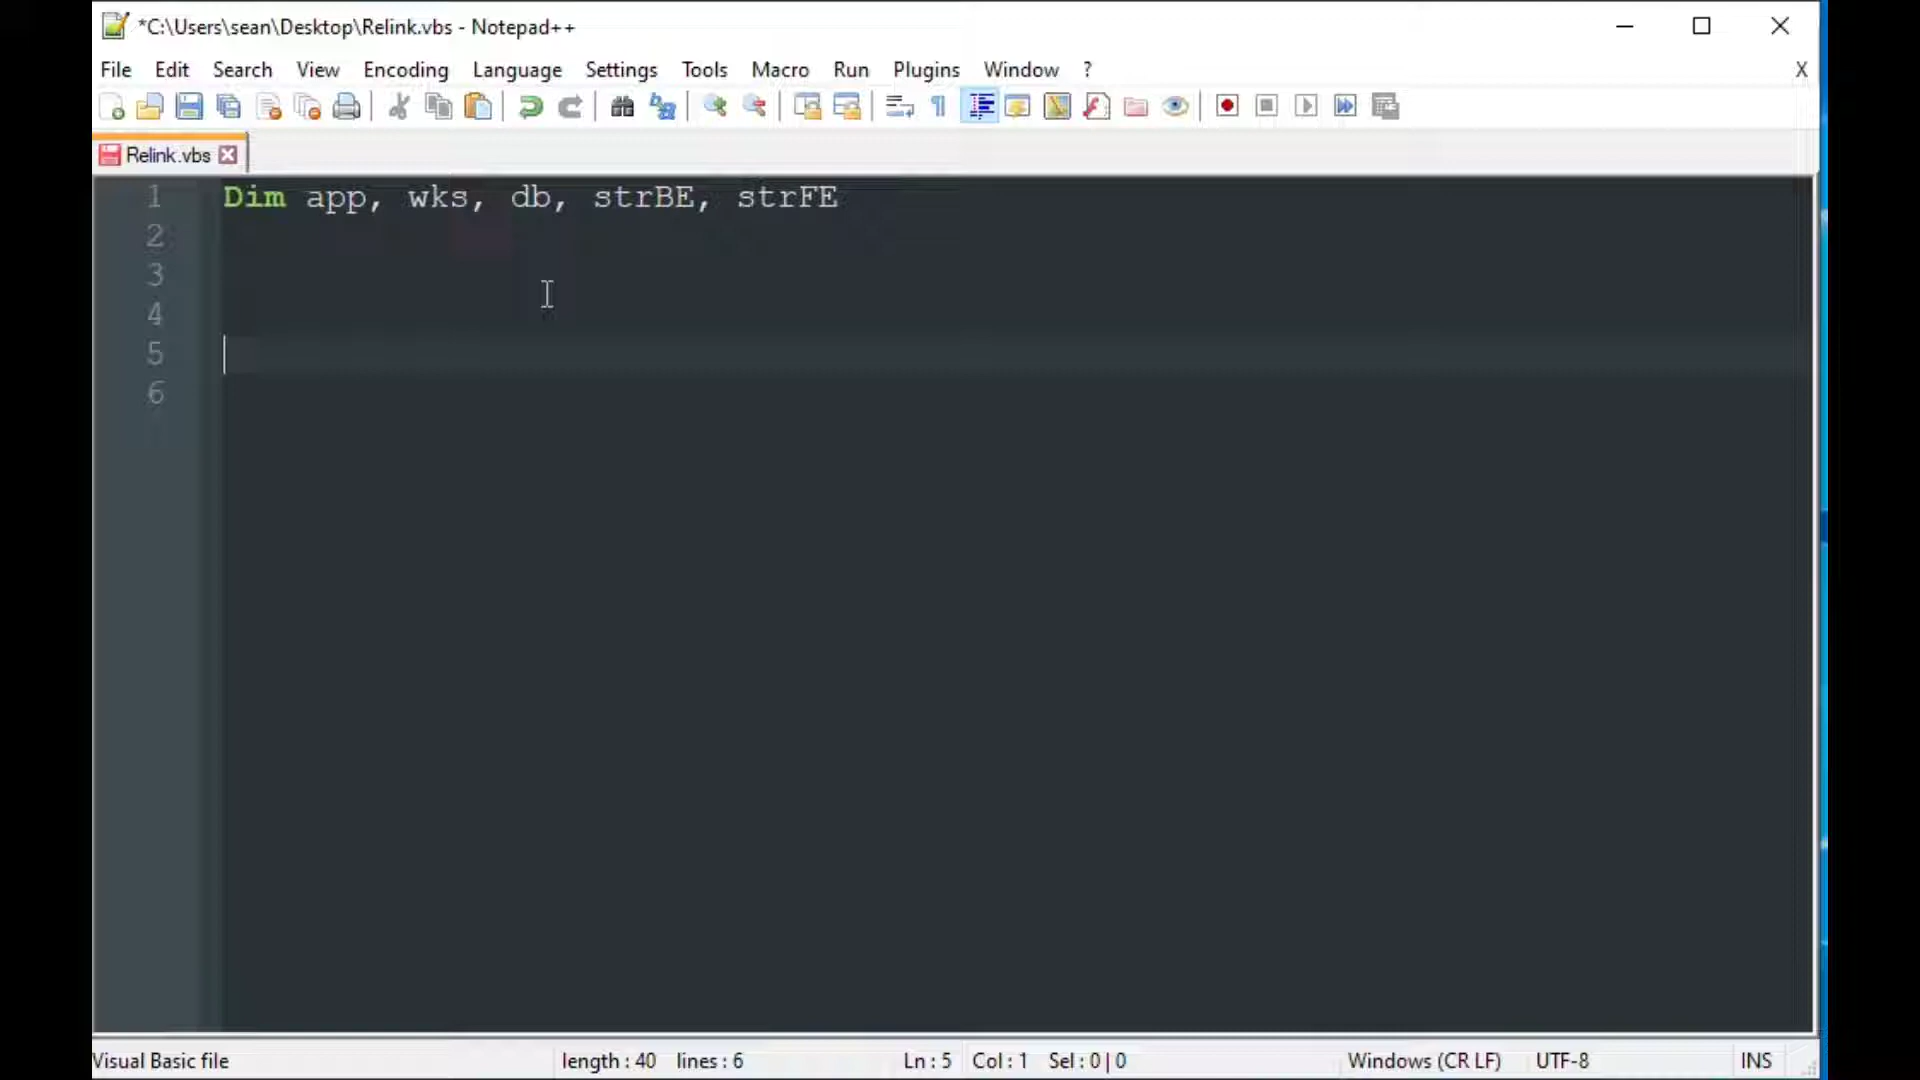 *C:\Users\sean\Desktop\Relink.vbs - Notepad++
File Edit Search View Encoding Language Settings Tools Macro Run Plugins Window ? X
Relink.vbs
1 Dim app, wks, db, strBE, strFE
2
3
4
5
6
Visual Basic file length : 40 lines : 6 Ln : 5 Col : 1 Sel : 0 | 0 Windows (CR LF) UTF-8 INS